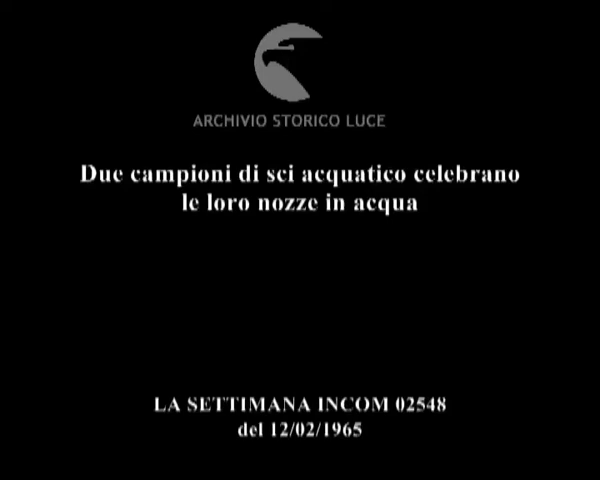 ARCHIVIO STORICO LUCE
Due campioni di sci acquatico celebrano
le loro nozze in acqua
LA SETTIMANA INCOM 02548
del 12/02/1965